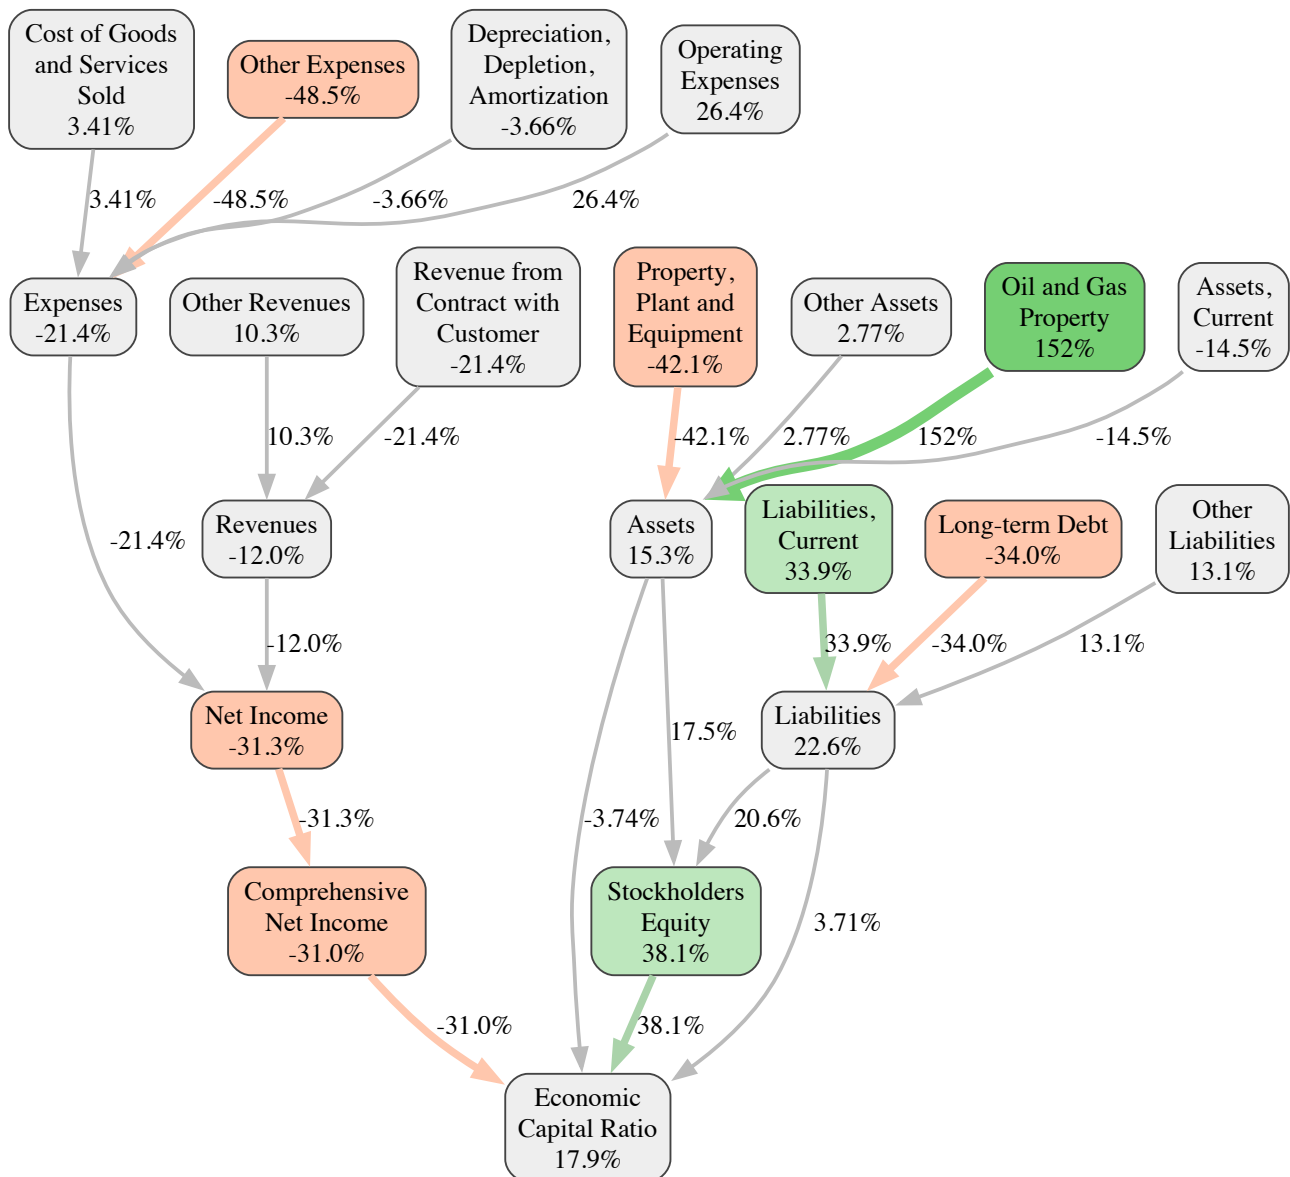 Cost of Goods
and Services
Sold
3.41%
Other Expenses
-48.5%
Depreciation,
Depletion,
Amortization
-3.66%
Operating
Expenses
26.4%
3.41%
-48.5%
-3.66%
26.4%
Expenses
-21.4%
Other Revenues
10.3%
Revenue from
Contract with
Customer
-21.4%
Property,
Plant and
Equipment
-42.1%
Other Assets
2.77%
Oil and Gas
Property
152%
Assets,
Current
-14.5%
10.3%
-21.4%
-42.1%
2.77%
152%
-14.5%
-21.4%
Revenues
-12.0%
Assets
15.3%
Liabilities,
Current
33.9%
Long-term Debt
-34.0%
Other
Liabilities
13.1%
-12.0%
33.9%
-34.0%
13.1%
Net Income
-31.3%
17.5%
Liabilities
22.6%
-31.3%
-3.74%
20.6%
Comprehensive
Net Income
-31.0%
Stockholders
Equity
38.1%
3.71%
-31.0%
38.1%
Economic
Capital Ratio
17.9%